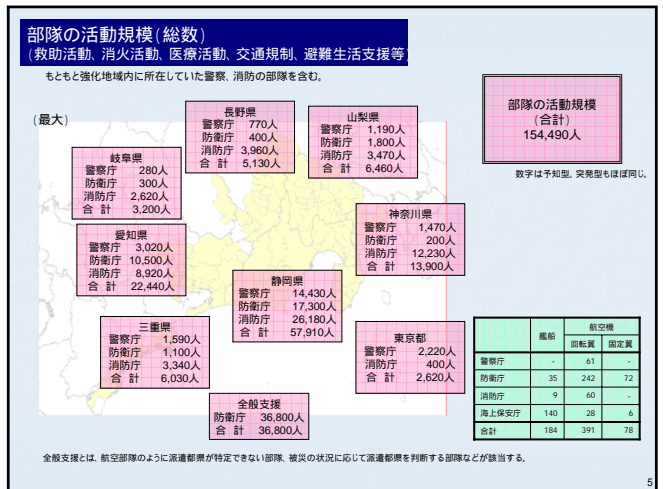 部隊の活動規模(総数)
(救助活動、消火活動、医療活動、交通規制、避難生活支援等)
もともと強化地域内に所在していた警察、消防の部隊を含む。
(最大)
部隊の活動規模
(合計)
154,490人
数字は予知型。突発型もほぼ同じ。
長野県
警察庁 770人
防衛庁 400人
消防庁 3,960人
合 計 5,130人
山梨県
警察庁 1,190人
防衛庁 1,800人
消防庁 3,470人
合 計 6,460人
岐阜県
警察庁 280人
防衛庁 300人
消防庁 2,620人
合 計 3,200人
神奈川県
警察庁 1,470人
防衛庁 200人
消防庁 12,230人
合 計 13,900人
愛知県
警察庁 3,020人
防衛庁 10,500人
消防庁 8,920人
合 計 22,440人
静岡県
警察庁 14,430人
防衛庁 17,300人
消防庁 26,180人
合 計 57,910人
三重県
警察庁 1,590人
防衛庁 1,100人
消防庁 3,340人
合 計 6,030人
東京都
警察庁 2,220人
消防庁 400人
合 計 2,620人
全般支援
防衛庁 36,800人
合 計 36,800人
艦船 航空機
回転翼 固定翼
警察庁 - 61 -
防衛庁 35 242 72
消防庁 9 60 -
海上保安庁 140 28 6
合計 184 391 78
全般支援とは、航空部隊のように派遣都県が特定できない部隊、被災の状況に応じて派遣都県を判断する部隊などが該当する。
5